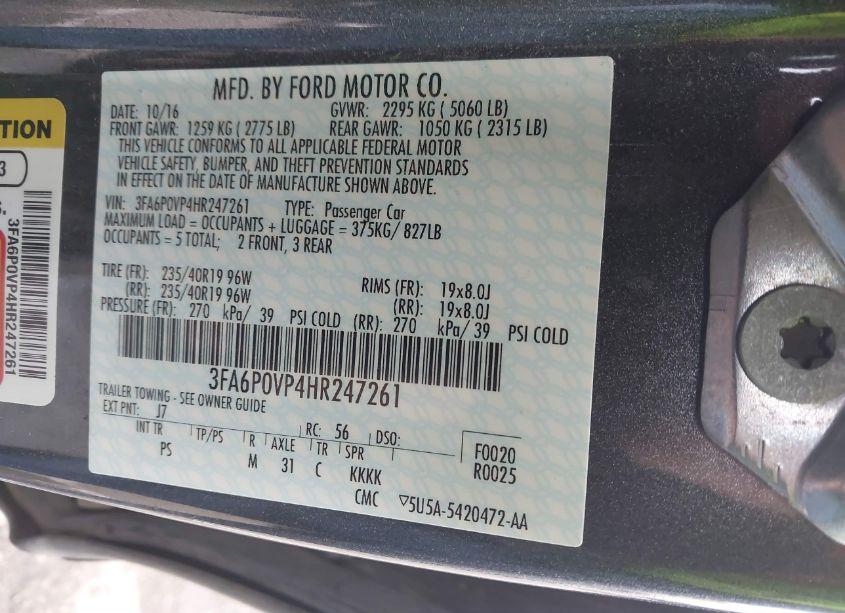 MFD. BY FORD MOTOR CO.
DATE: 10/16 GVWR: 2295 KG ( 5060 LB)
FRONT GAWR: 1259 KG ( 2775 LB) REAR GAWR: 1050 KG ( 2315 LB)
THIS VEHICLE CONFORMS TO ALL APPLICABLE FEDERAL MOTOR
VEHICLE SAFETY, BUMPER, AND THEFT PREVENTION STANDARDS
IN EFFECT ON THE DATE OF MANUFACTURE SHOWN ABOVE.
VIN: 3FA6P0VP4HR247261 TYPE: Passenger Car
MAXIMUM LOAD = OCCUPANTS + LUGGAGE = 375KG/ 827LB
OCCUPANTS = 5 TOTAL; 2 FRONT, 3 REAR
TIRE (FR): 235/40R19 96W RIMS (FR): 19x8.0J
(RR): 235/40R19 96W (RR): 19x8.0J
PRESSURE (FR): 270 kPa/ 39 PSI COLD (RR): 270 kPa/ 39 PSI COLD
3FA6P0VP4HR247261
TRAILER TOWING - SEE OWNER GUIDE
EXT PNT: J7 RC: 56 DSO: F0020
INT TR TP/PS R AXLE TR SPR R0025
PS M 31 C KKKK
CMC ▽5U5A-5420472-AA
TION
3
3FA6P0VP4HR247261